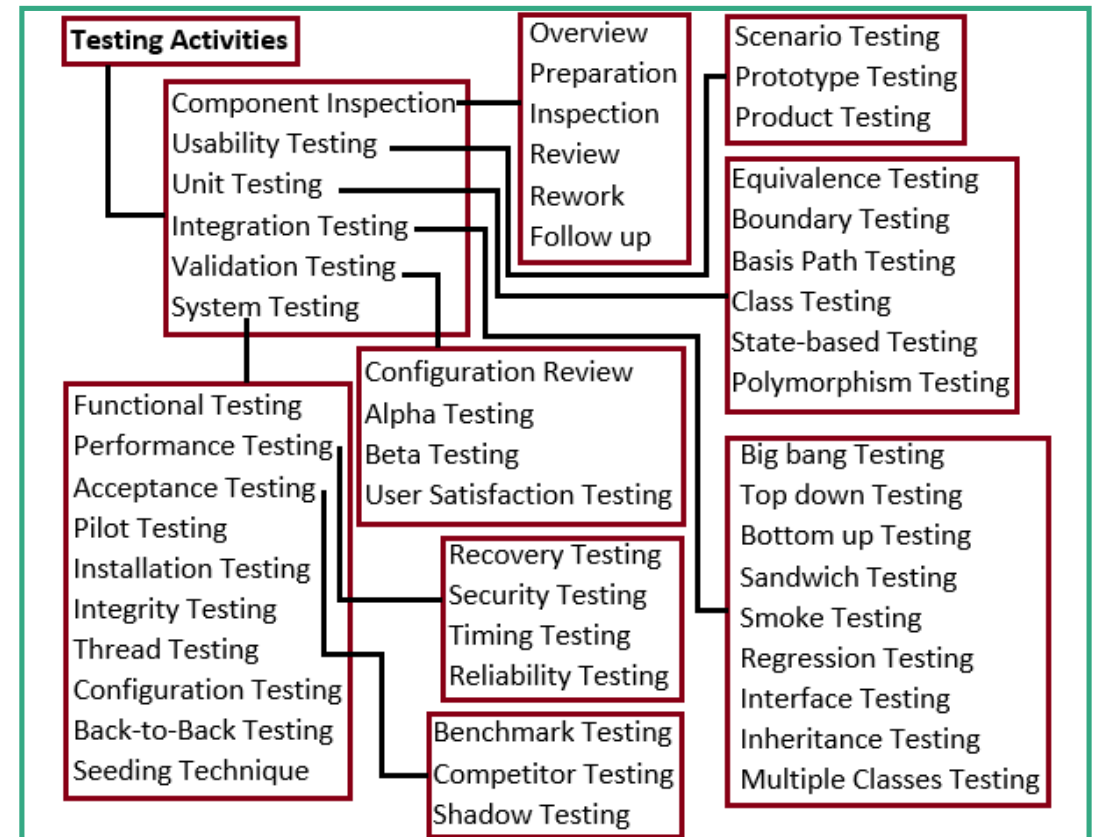 Testing Activities
Component Inspection
Usability Testing
Unit Testing
Integration Testing
Validation Testing
System Testing
Overview
Preparation
Inspection
Review
Rework
Follow up
Scenario Testing
Prototype Testing
Product Testing
Equivalence Testing
Boundary Testing
Basis Path Testing
Class Testing
State-based Testing
Polymorphism Testing
Configuration Review
Alpha Testing
Beta Testing
User Satisfaction Testing
Functional Testing
Performance Testing
Acceptance Testing
Pilot Testing
Installation Testing
Integrity Testing
Thread Testing
Configuration Testing
Back-to-Back Testing
Seeding Technique
Recovery Testing
Security Testing
Timing Testing
Reliability Testing
Benchmark Testing
Competitor Testing
Shadow Testing
Big bang Testing
Top down Testing
Bottom up Testing
Sandwich Testing
Smoke Testing
Regression Testing
Interface Testing
Inheritance Testing
Multiple Classes Testing